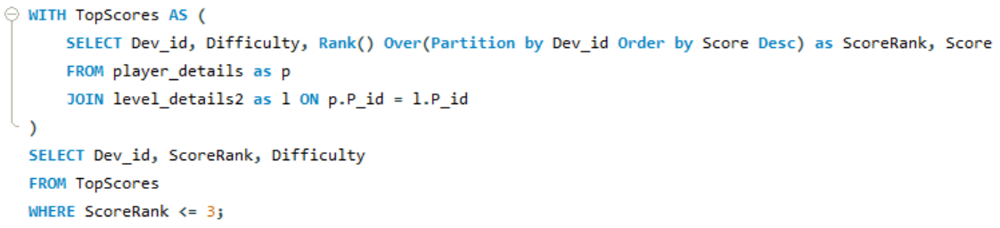 WITH TopScores AS (
    SELECT Dev_id, Difficulty, Rank() Over(Partition by Dev_id Order by Score Desc) as ScoreRank, Score
    FROM player_details as p
    JOIN level_details2 as l ON p.P_id = l.P_id
)
SELECT Dev_id, ScoreRank, Difficulty
FROM TopScores
WHERE ScoreRank <= 3;